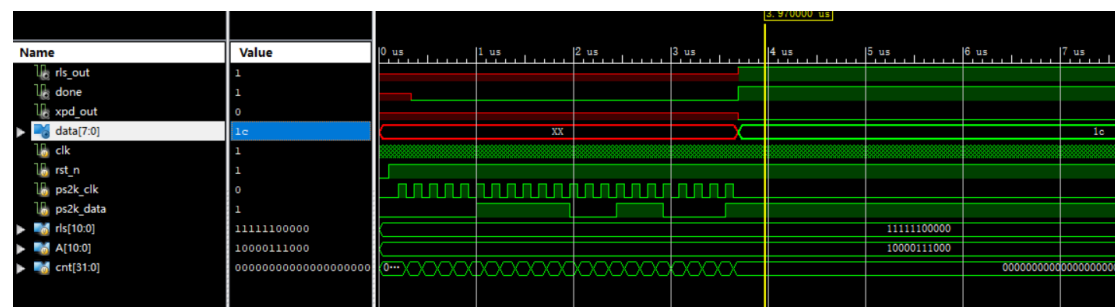 3.970000 us
Name Value 0 us 1 us 2 us 3 us 4 us 5 us 6 us 7 us
rls_out 1
done 1
xpd_out 0
data[7:0] 1c XX 1c
clk 1
rst_n 1
ps2k_clk 0
ps2k_data 1
rls[10:0] 11111100000 11111100000
A[10:0] 10000111000 10000111000
cnt[31:0] 0···